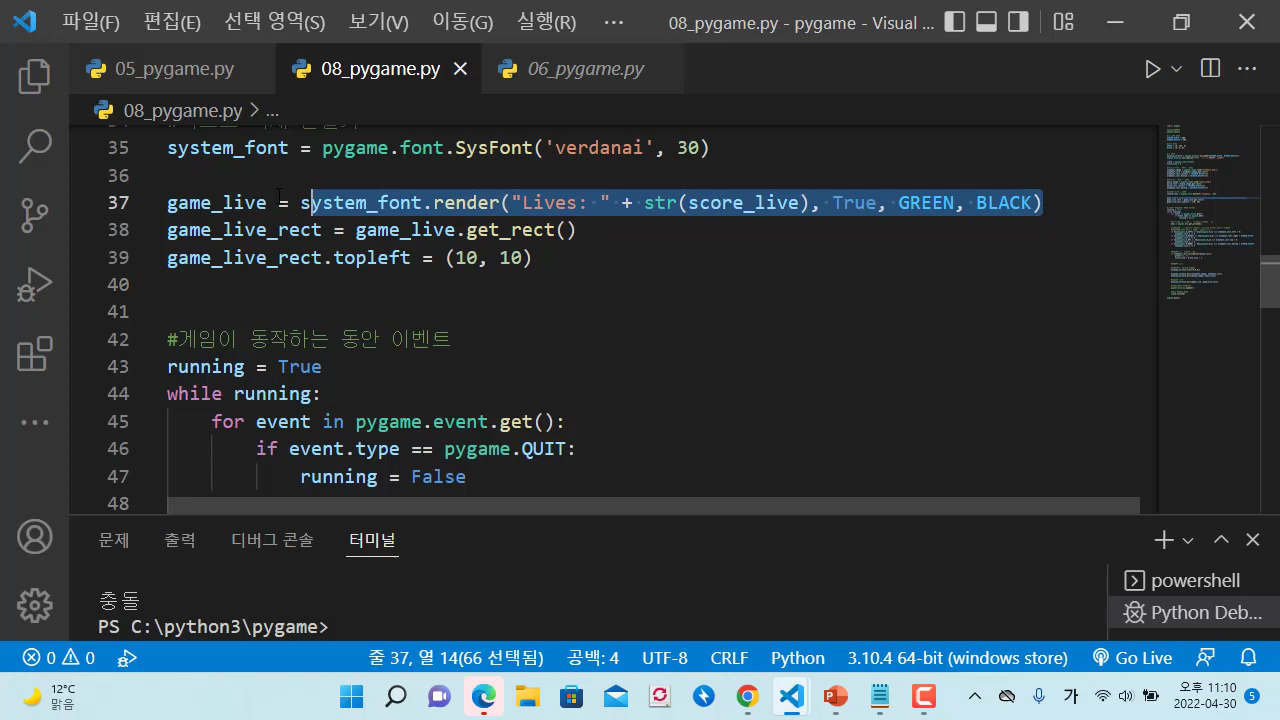 파일(F) 편집(E) 선택 영역(S) 보기(V) 이동(G) 실행(R) ··· 08_pygame.py - pygame - Visual ...
05_pygame.py 08_pygame.py 06_pygame.py
08_pygame.py > ...
35 system_font = pygame.font.SysFont('verdanai', 30)
36
37 game_live = system_font.render("Lives: " + str(score_live), True, GREEN, BLACK)
38 game_live_rect = game_live.get_rect()
39 game_live_rect.topleft = (10, 10)
40
41
42 #게임이 동작하는 동안 이벤트
43 running = True
44 while running:
45 for event in pygame.event.get():
46 if event.type == pygame.QUIT:
47 running = False
48
문제 출력 디버그 콘솔 터미널
powershell
충돌
Python Deb...
PS C:\python3\pygame>
0 0 줄 37, 열 14(66 선택됨) 공백: 4 UTF-8 CRLF Python 3.10.4 64-bit (windows store) Go Live
12°C
맑음
가
오후 11:10
2022-04-30
5